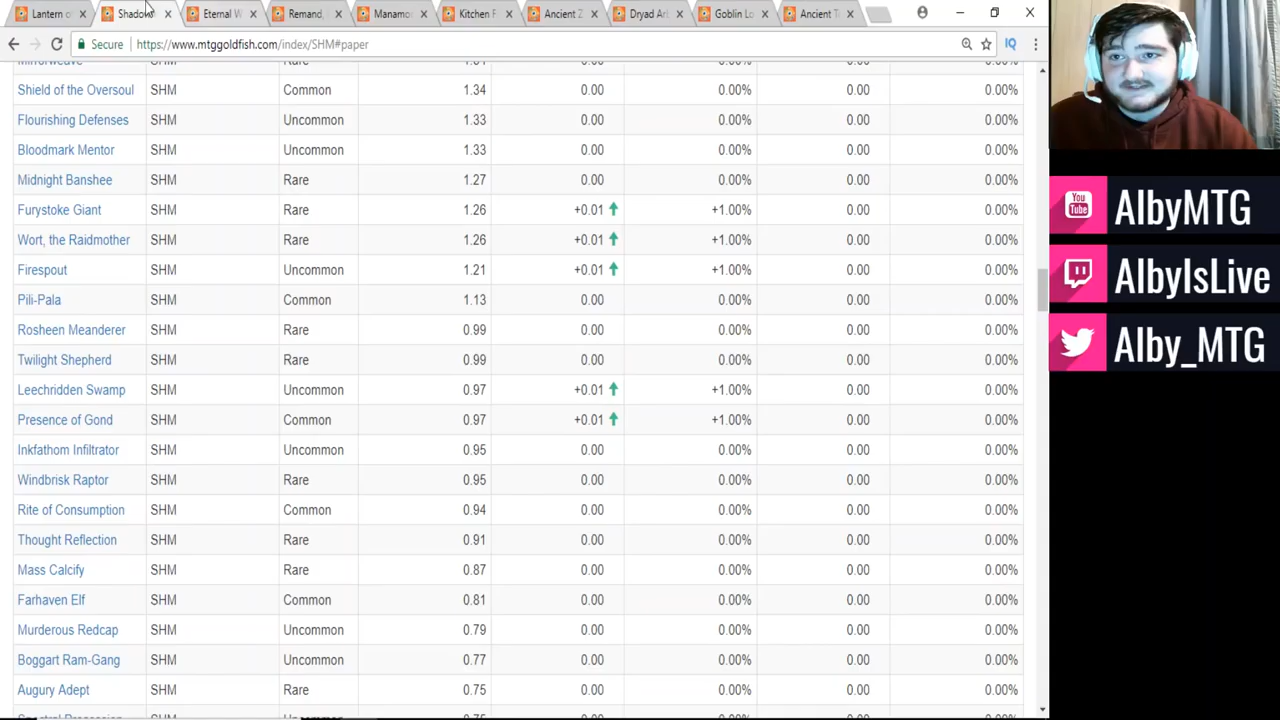 Lantern o
Shadow
Eternal W
Remand,
Manamo
Kitchen F
Ancient Z
Dryad Ar
Goblin Lo
Ancient T
Secure https://www.mtggoldfish.com/index/SHM#paper
Shield of the Oversoul SHM Common 1.34 0.00 0.00% 0.00 0.00%
Flourishing Defenses SHM Uncommon 1.33 0.00 0.00% 0.00 0.00%
Bloodmark Mentor SHM Uncommon 1.33 0.00 0.00% 0.00 0.00%
Midnight Banshee SHM Rare 1.27 0.00 0.00% 0.00 0.00%
Furystoke Giant SHM Rare 1.26 +0.01 +1.00% 0.00 0.00%
Wort, the Raidmother SHM Rare 1.26 +0.01 +1.00% 0.00 0.00%
Firespout SHM Uncommon 1.21 +0.01 +1.00% 0.00 0.00%
Pili-Pala SHM Common 1.13 0.00 0.00% 0.00 0.00%
Rosheen Meanderer SHM Rare 0.99 0.00 0.00% 0.00 0.00%
Twilight Shepherd SHM Rare 0.99 0.00 0.00% 0.00 0.00%
Leechridden Swamp SHM Uncommon 0.97 +0.01 +1.00% 0.00 0.00%
Presence of Gond SHM Common 0.97 +0.01 +1.00% 0.00 0.00%
Inkfathom Infiltrator SHM Uncommon 0.95 0.00 0.00% 0.00 0.00%
Windbrisk Raptor SHM Rare 0.95 0.00 0.00% 0.00 0.00%
Rite of Consumption SHM Common 0.94 0.00 0.00% 0.00 0.00%
Thought Reflection SHM Rare 0.91 0.00 0.00% 0.00 0.00%
Mass Calcify SHM Rare 0.87 0.00 0.00% 0.00 0.00%
Farhaven Elf SHM Common 0.81 0.00 0.00% 0.00 0.00%
Murderous Redcap SHM Uncommon 0.79 0.00 0.00% 0.00 0.00%
Boggart Ram-Gang SHM Uncommon 0.77 0.00 0.00% 0.00 0.00%
Augury Adept SHM Rare 0.75 0.00 0.00% 0.00 0.00%
You Tube AlbyMTG
AlbyIsLive
Alby_MTG